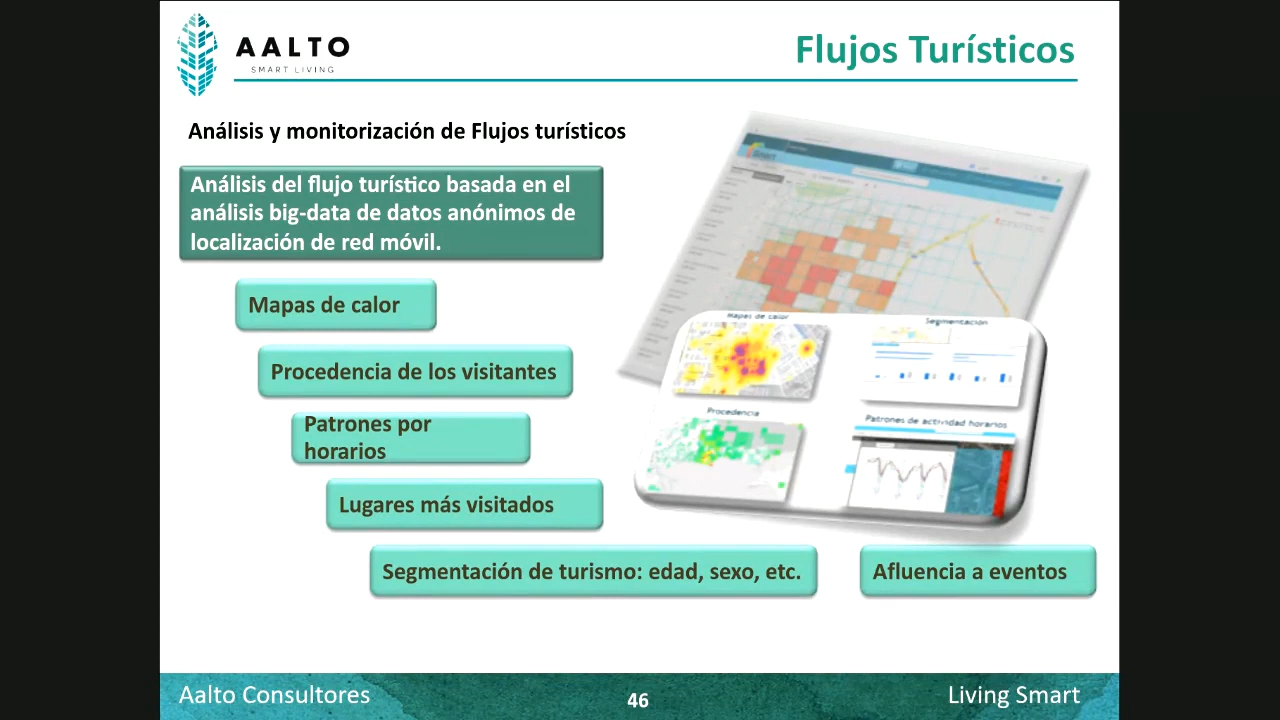 AALTO
SMART LIVING
Flujos Turísticos
Análisis y monitorización de Flujos turísticos
Análisis del flujo turístico basada en el
análisis big-data de datos anónimos de
localización de red móvil.
Mapas de calor
Procedencia de los visitantes
Patrones por
horarios
Lugares más visitados
Segmentación de turismo: edad, sexo, etc.
Afluencia a eventos
Mapas de calor
Segmentación
Procedencia
Patrones de actividad horarios
Aalto Consultores
46
Living Smart